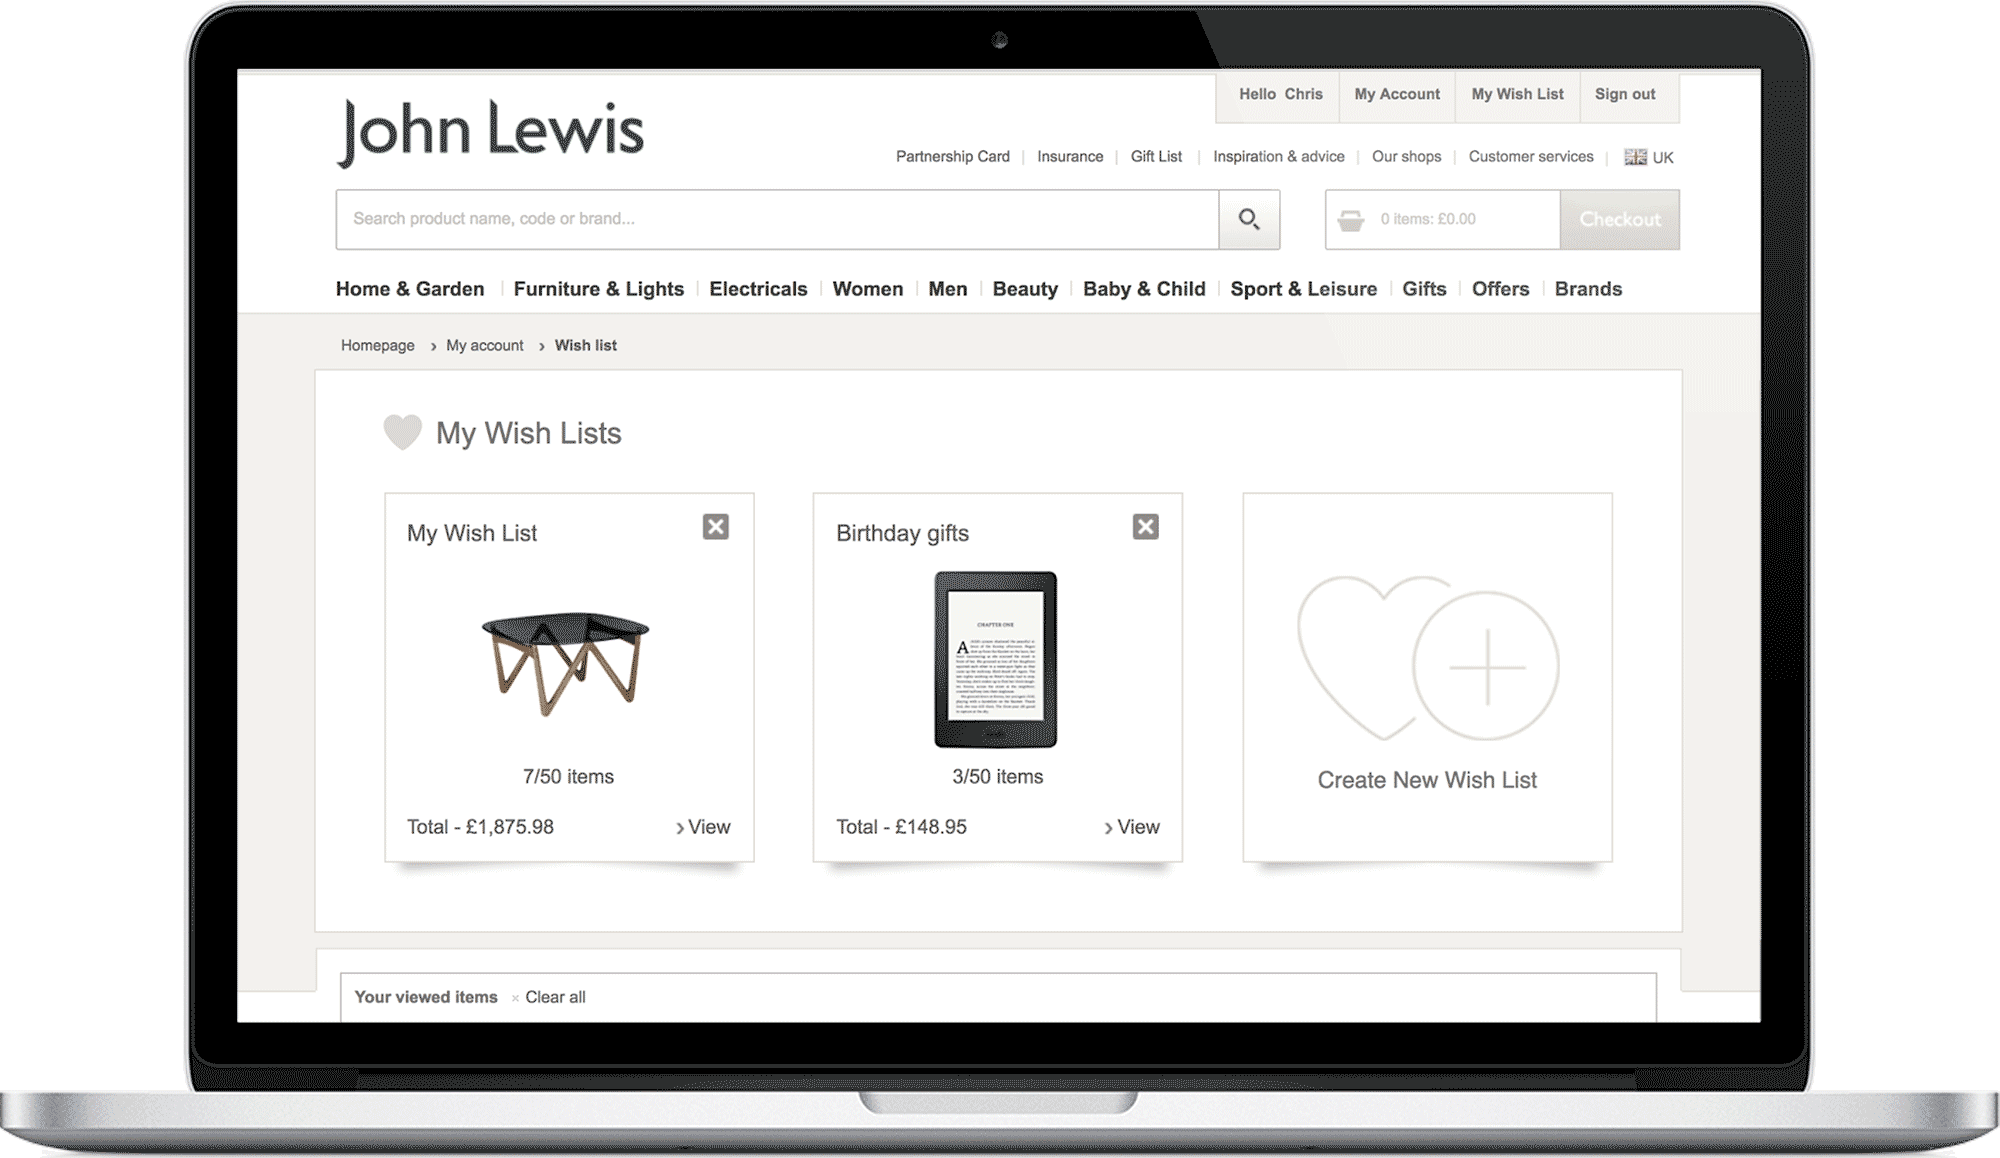 Hello Chris
My Account
My Wish List
Sign out
John Lewis
Partnership Card
Insurance
Gift List
Inspiration & advice
Our shops
Customer services
UK
Search product name, code or brand...
0 items: £0.00
Checkout
Home & Garden
Furniture & Lights
Electricals
Women
Men
Beauty
Baby & Child
Sport & Leisure
Gifts
Offers
Brands
Homepage › My account › Wish list
My Wish Lists
My Wish List
7/50 items
Total - £1,875.98
› View
Birthday gifts
CHAPTER ONE
3/50 items
Total - £148.95
› View
Create New Wish List
Your viewed items × Clear all